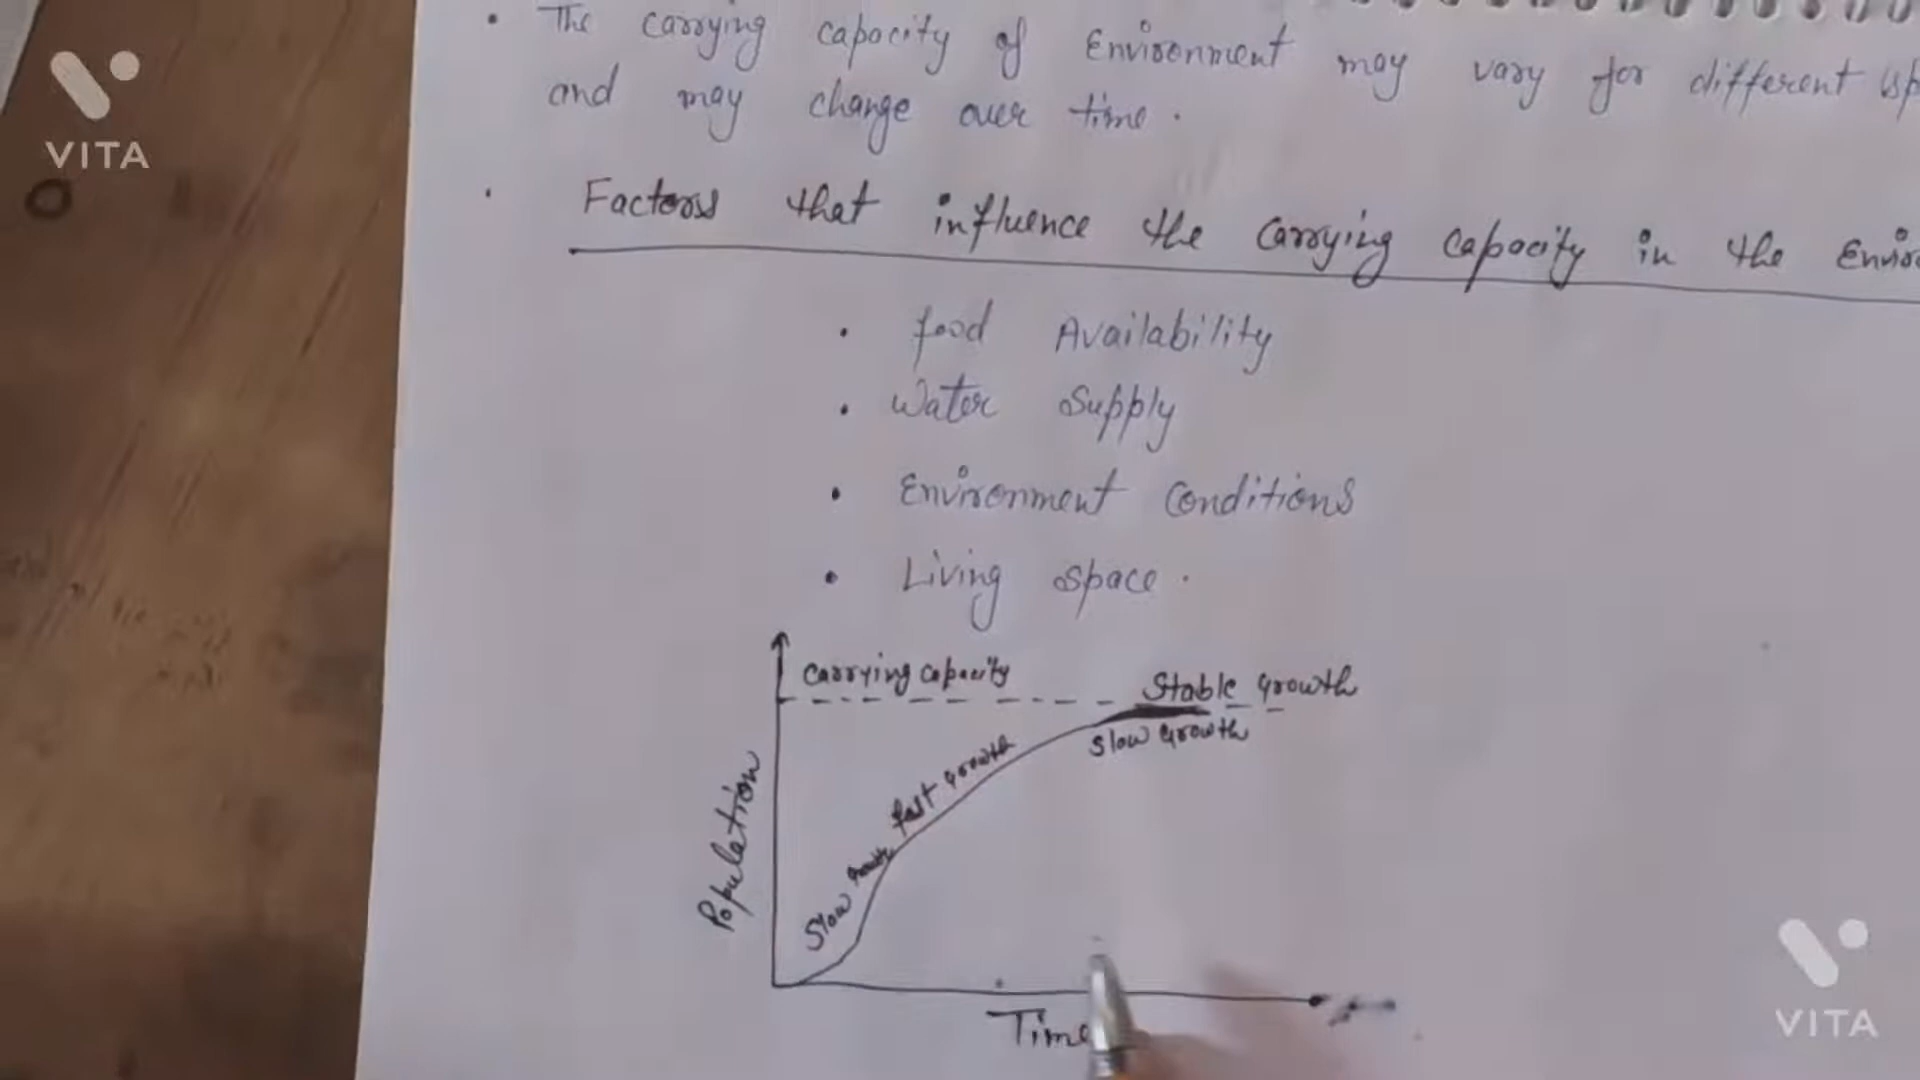 The carrying capacity of Environment may vary for different
and may change over time.
Factors that influence the carrying capacity in the
food Availability
Water Supply
Environment Conditions
Living space.
Carrying capacity
Stable Growth
Slow Growth
fast Growth
Slow Growth
Population
Time
VITA
VITA